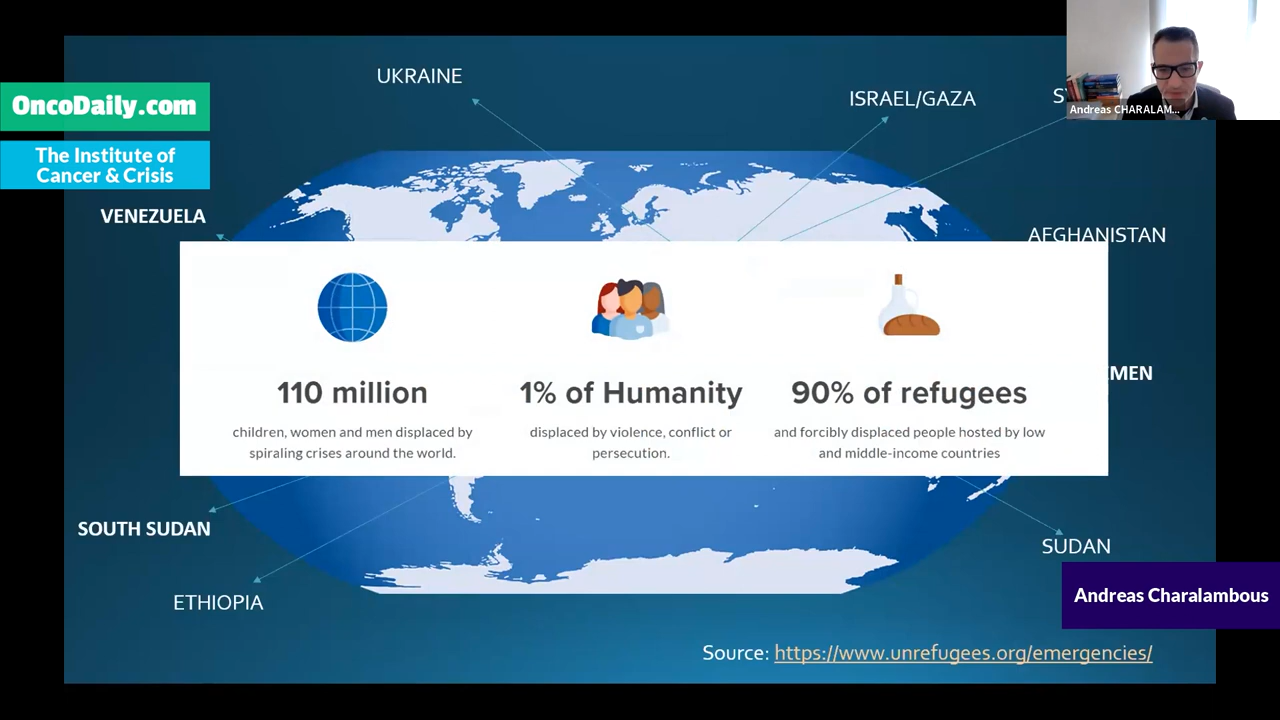 UKRAINE
ISRAEL/GAZA
Andreas CHARALAM...
OncoDaily.com
The Institute of
Cancer & Crisis
VENEZUELA
AFGHANISTAN
110 million
children, women and men displaced by
spiraling crises around the world.
1% of Humanity
displaced by violence, conflict or
persecution.
90% of refugees
and forcibly displaced people hosted by low
and middle-income countries
SOUTH SUDAN
SUDAN
ETHIOPIA
Andreas Charalambous
Source: https://www.unrefugees.org/emergencies/